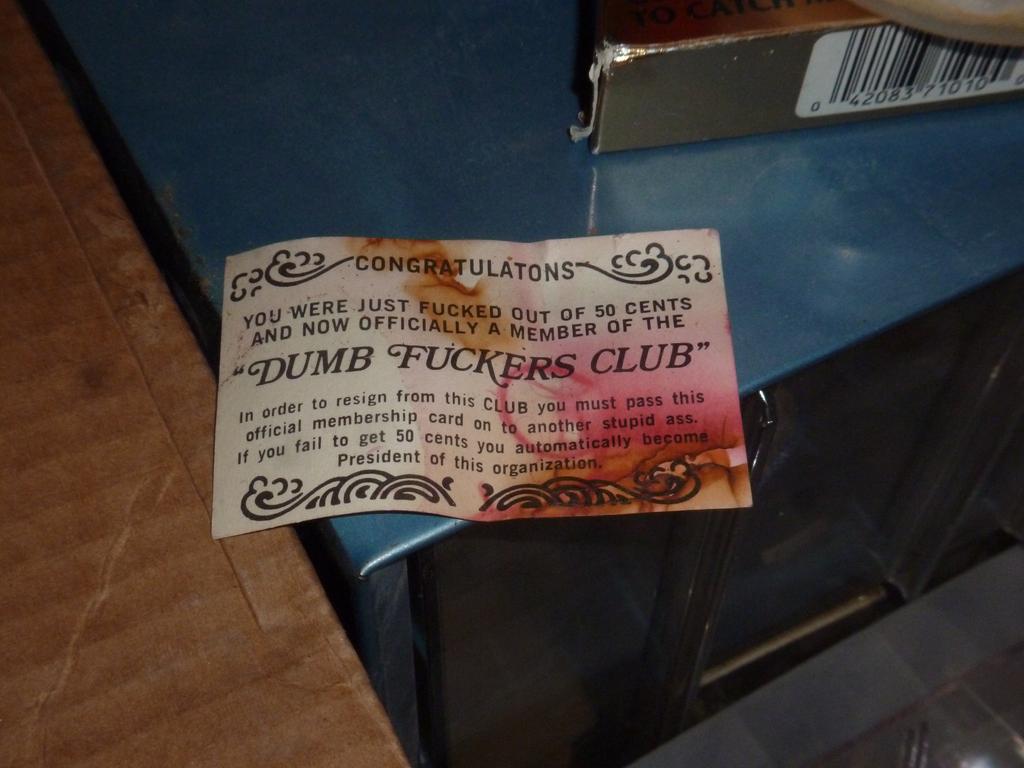 TO CATCH
0 42083 71010 0
CONGRATULATONS
YOU WERE JUST FUCKED OUT OF 50 CENTS
AND NOW OFFICIALLY A MEMBER OF THE
"DUMB FUCKERS CLUB"
In order to resign from this CLUB you must pass this
official membership card on to another stupid ass.
If you fail to get 50 cents you automatically become
President of this organization.